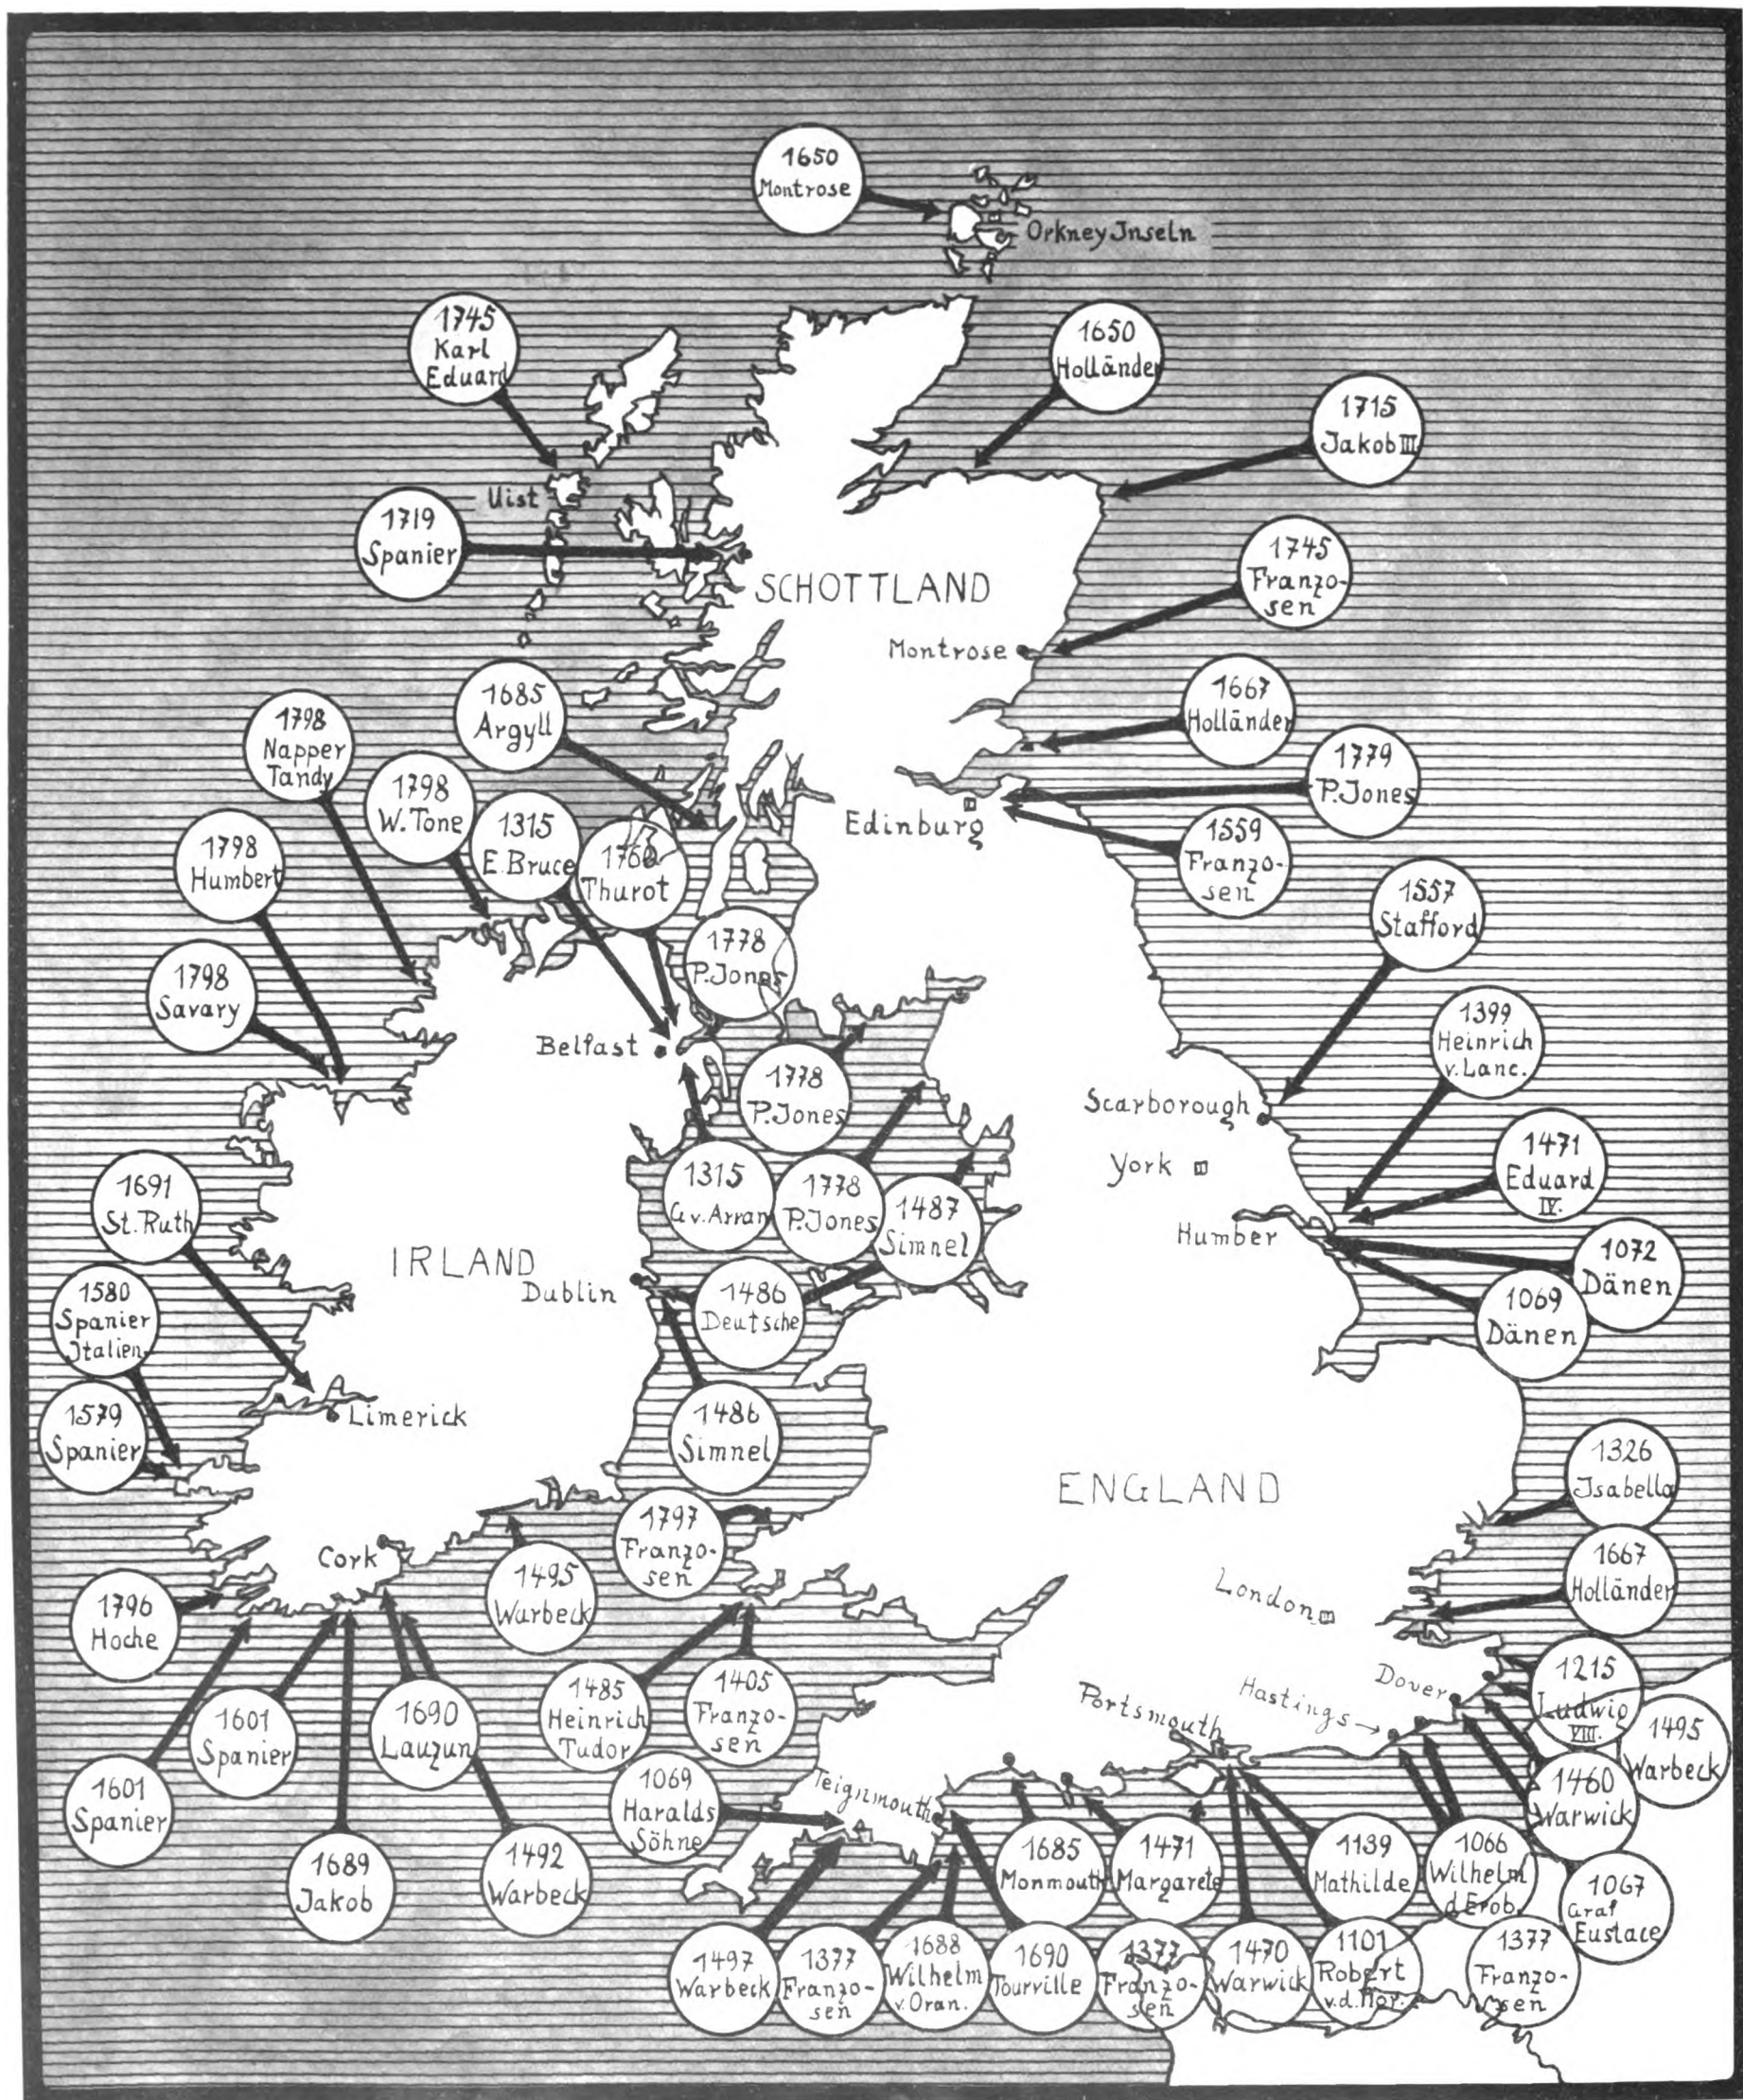 1650
Montrose
Orkney Jnseln
1745
Karl
Eduard
1650
Holländer
1715
Jakob III
Uist
1719
Spanier
SCHOTTLAND
1745
Franzo-
sen
Montrose
1685
Argyll
1667
Holländer
1798
Napper
Tandy
1779
P. Jones
1798
W. Tone
1315
E. Bruce
1760
Thurot
Edinburg
1559
Franzo-
sen
1798
Humbert
1557
Stafford
1778
P. Jones
1798
Savary
Belfast
1399
Heinrich
v. Lanc.
1778
P. Jones
Scarborough
York
1471
Eduard
IV.
1691
St. Ruth
1315
G v. Arran
1778
P. Jones
1487
Simnel
Humber
1072
Dänen
IRLAND
Dublin
1486
Deutsche
1069
Dänen
1580
Spanier
Jtalien.
1579
Spanier
Limerick
1486
Simnel
ENGLAND
1326
Jsabella
1797
Franzo-
sen
Cork
1495
Warbeck
1667
Holländer
London
1796
Hoche
1485
Heinrich
Tudor
1405
Franzo-
sen
Portsmouth
Hastings
Dover
1215
Ludwig
VIII.
1495
Warbeck
1601
Spanier
1690
Lauzun
1601
Spanier
1460
Warwick
1069
Haralds
Söhne
Teignmouth
1689
Jakob
1492
Warbeck
1685
Monmouth
1471
Margarete
1139
Mathilde
1066
Wilhelm
d Erob.
1067
Graf
Eustace
1497
Warbeck
1377
Franzo-
sen
1688
Wilhelm
v. Oran.
1690
Tourville
1377
Franzo-
sen
1470
Warwick
1101
Robert
v. d. Nor.
1377
Franzo-
sen